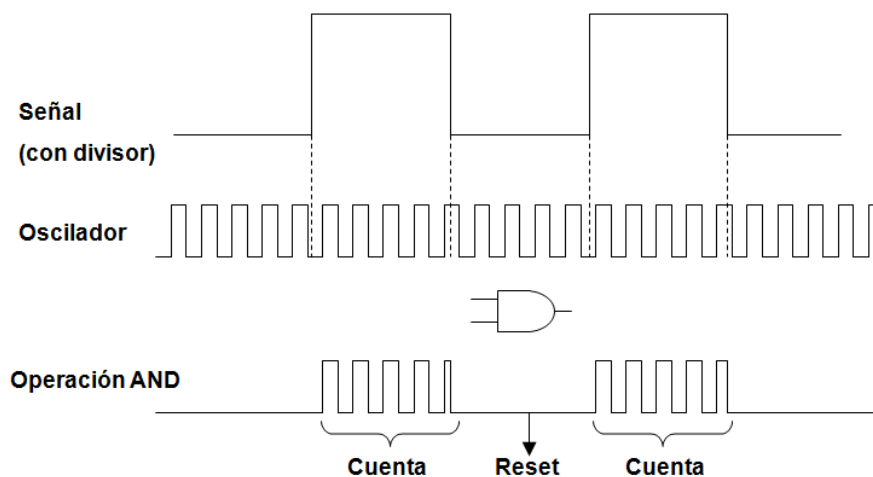 Señal
(con divisor)
Oscilador
Operación AND
Cuenta
Reset
Cuenta